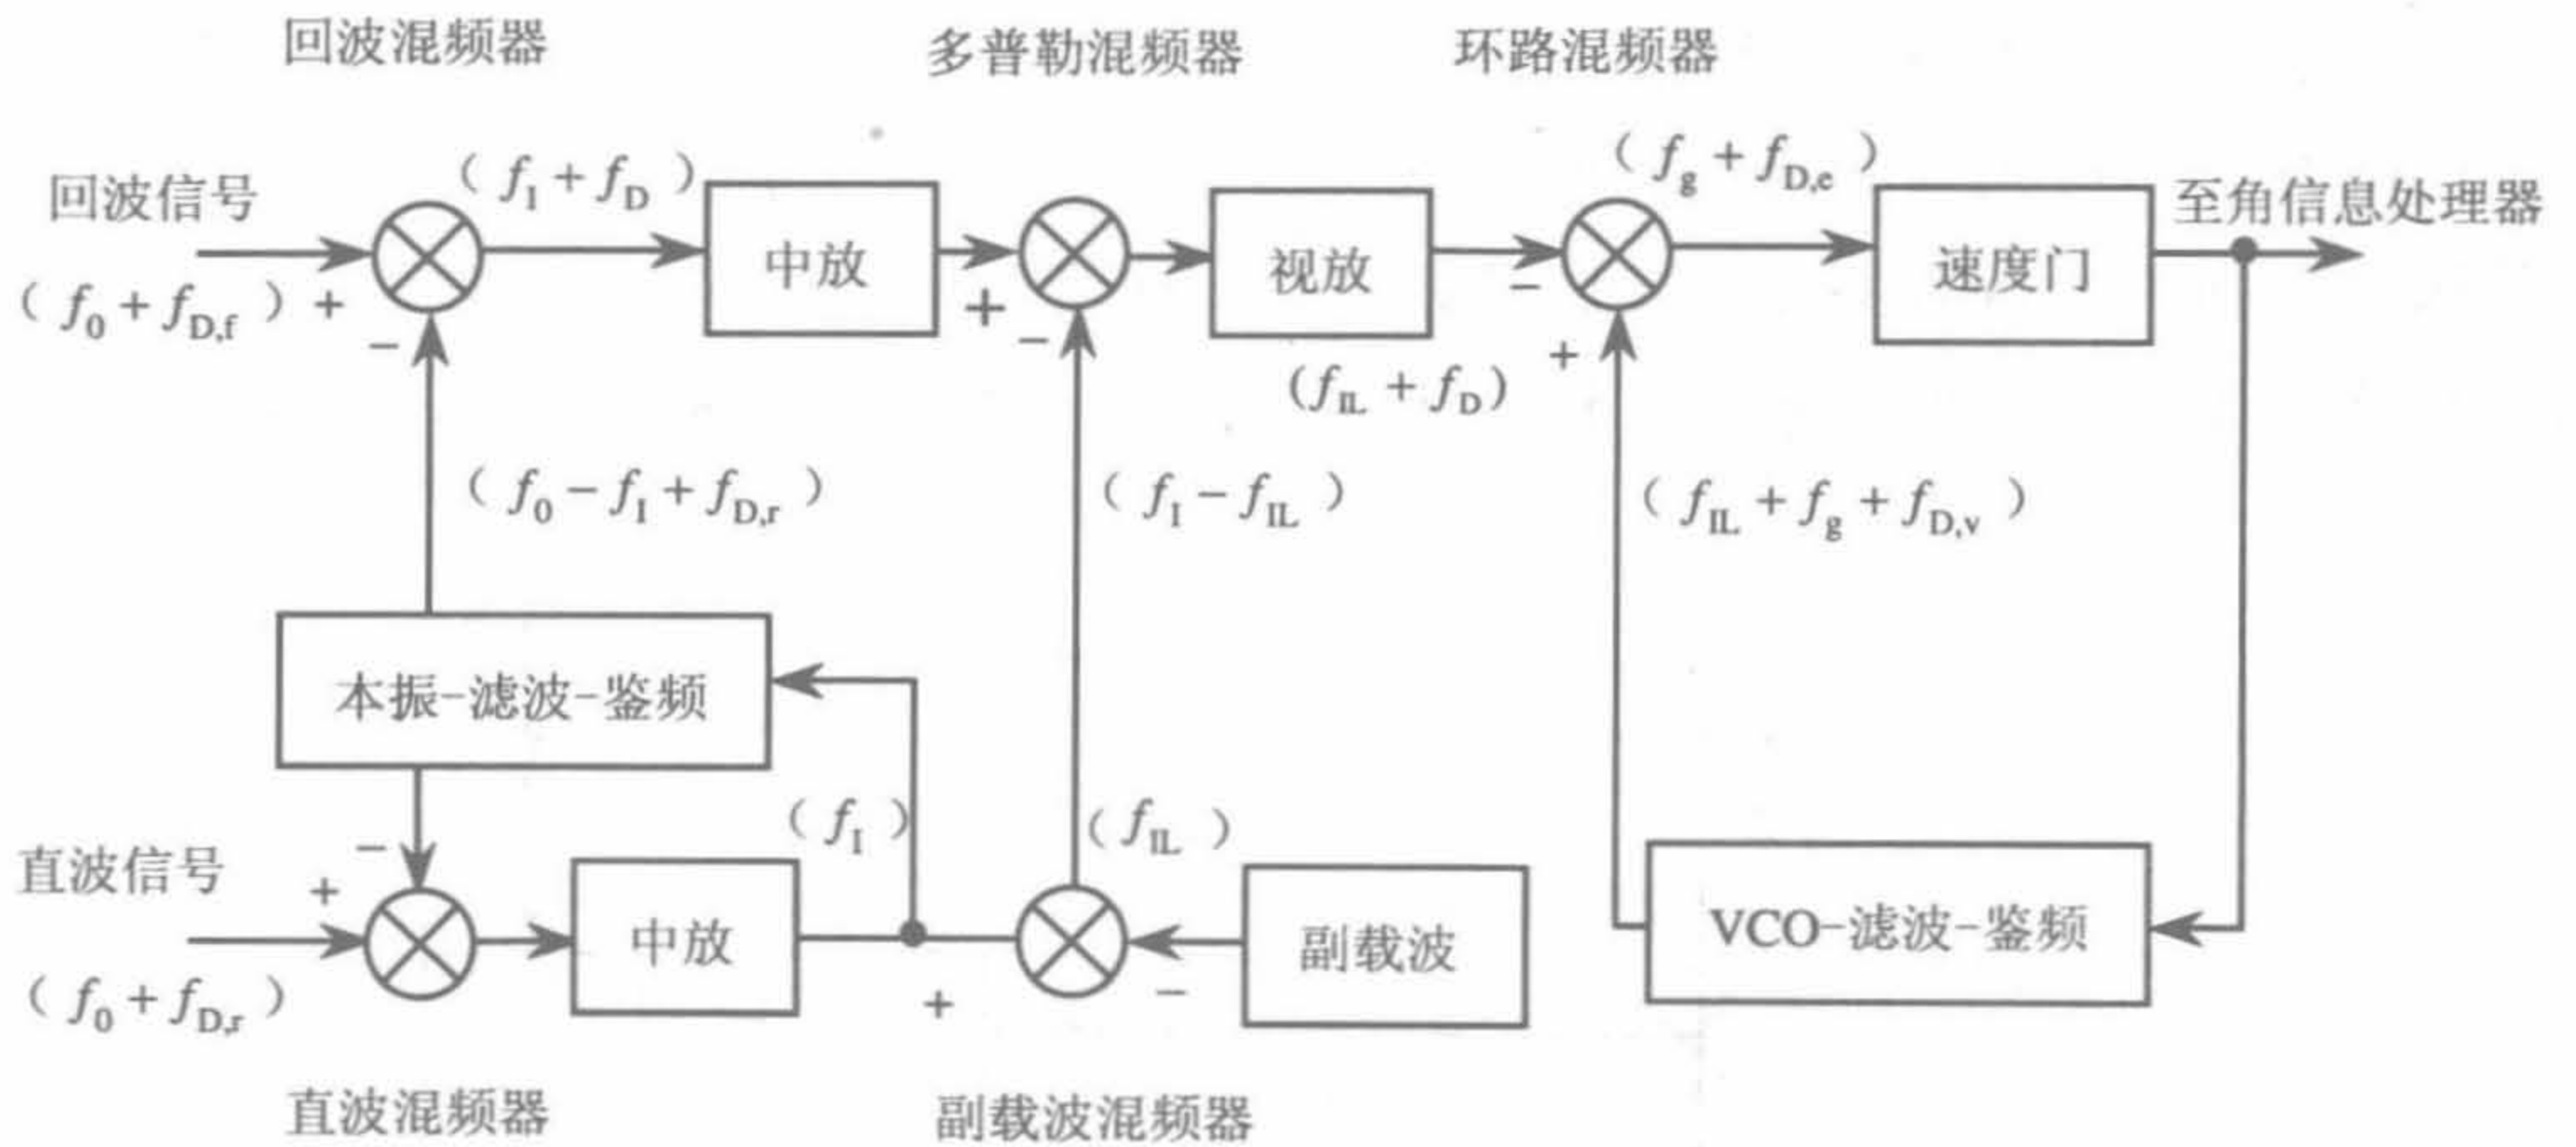 回波混频器
多普勒混频器
环路混频器
回波信号
(f₀ + f_D,f)
+
−
(f_I + f_D)
中放
+
−
视放
(f_IL + f_D)
−
+
(f_g + f_D,e)
速度门
至角信息处理器
(f₀ − f_I + f_D,r)
(f_I − f_IL)
(f_IL + f_g + f_D,v)
本振-滤波-鉴频
直波信号
(f₀ + f_D,r)
+
−
中放
(f_I)
+
−
(f_IL)
副载波
VCO-滤波-鉴频
直波混频器
副载波混频器